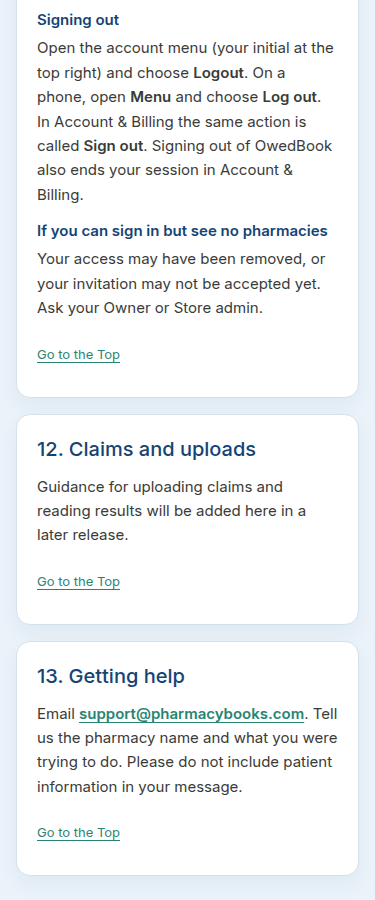 Signing out
Open the account menu (your initial at the
top right) and choose Logout. On a
phone, open Menu and choose Log out.
In Account & Billing the same action is
called Sign out. Signing out of OwedBook
also ends your session in Account &
Billing.
If you can sign in but see no pharmacies
Your access may have been removed, or
your invitation may not be accepted yet.
Ask your Owner or Store admin.
Go to the Top
12. Claims and uploads
Guidance for uploading claims and
reading results will be added here in a
later release.
Go to the Top
13. Getting help
Email support@pharmacybooks.com. Tell
us the pharmacy name and what you were
trying to do. Please do not include patient
information in your message.
Go to the Top